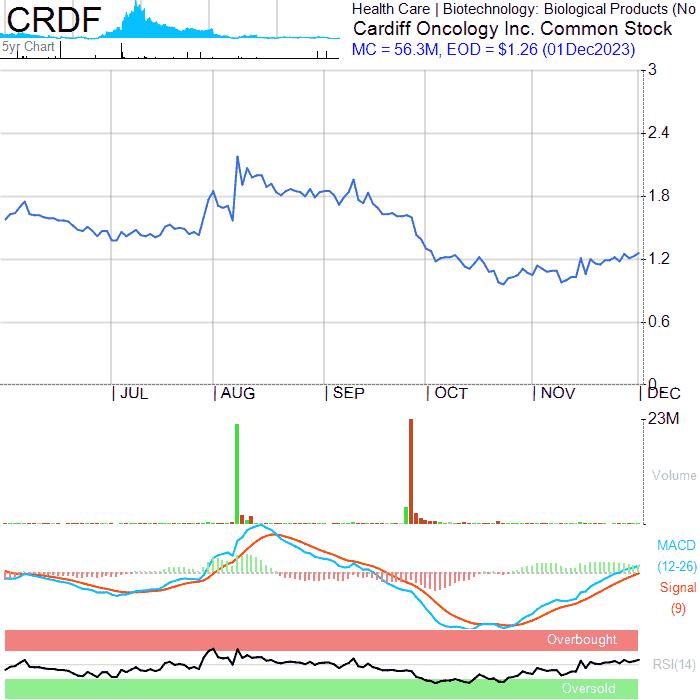 CRDF
5yr Chart
Health Care | Biotechnology: Biological Products (No
Cardiff Oncology Inc. Common Stock
MC = 56.3M, EOD = $1.26 (01Dec2023)
3
2.4
1.8
1.2
0.6
0
| JUL | AUG | SEP | OCT | NOV | DEC
23M
Volume
MACD
(12-26)
Signal
(9)
Overbought
RSI(14)
Oversold